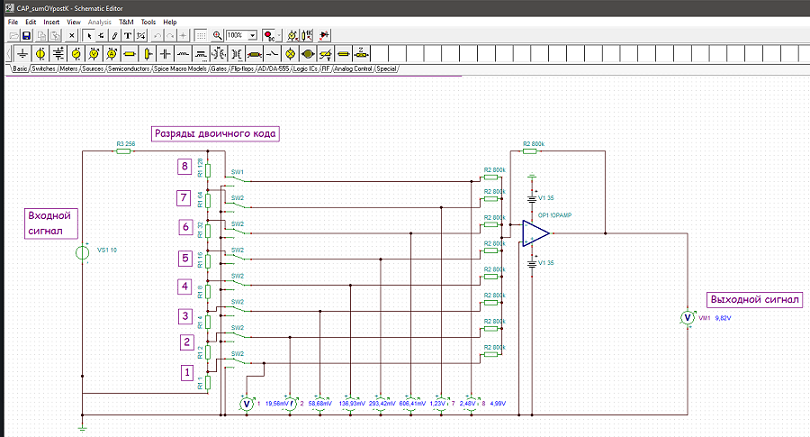 CAP_sumOYpostK - Schematic Editor
File Edit Insert View Analysis T&M Tools Help
100%
Basic Switches Meters Sources Semiconductors Spice Macro Models Gates Flip-flops AD/DA-555 Logic ICs RF Analog Control Special
Разряды двоичного кода
R3 256
R2 800k
8
R1 128
SW1
R2 800k
7
R1 64
SW2
R2 800k
V1 35
Входной
сигнал
6
R1 32
SW2
R2 800k
OP1 !OPAMP
VS1 10
5
R1 16
SW2
R2 800k
V1 35
4
R1 8
SW2
R2 800k
Выходной сигнал
3
R1 4
SW2
R2 800k
VM1 9,82V
2
R1 2
SW2
R2 800k
1
R1 1
SW2
R2 800k
V 1 19,56mV 2 58,68mV 136,93mV 293,42mV 606,41mV 1,23V 7 2,48V 8 4,99V